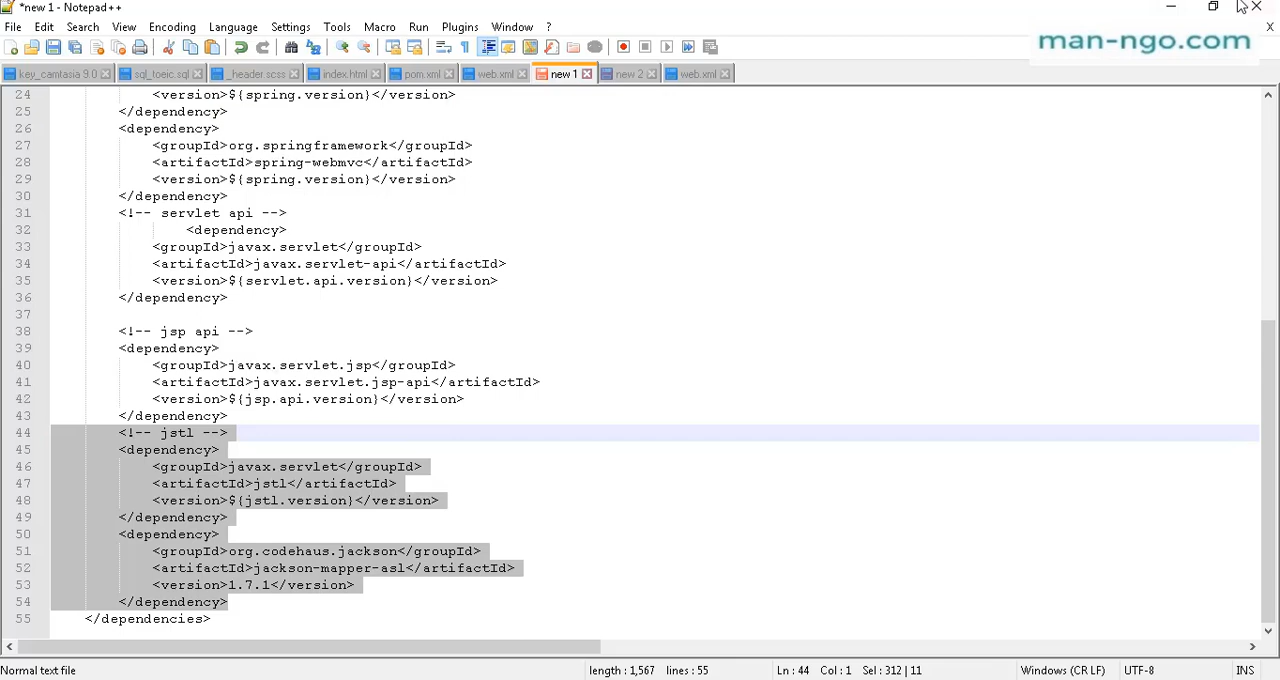 *new 1 - Notepad++
File Edit Search View Encoding Language Settings Tools Macro Run Plugins Window ? X
man-ngo.com
key_camtasia 9.0 sql_toeic.sql _header.scss index.html pom.xml web.xml new 1 new 2 web.xml
24 <version>${spring.version}</version>
25 </dependency>
26 <dependency>
27 <groupId>org.springframework</groupId>
28 <artifactId>spring-webmvc</artifactId>
29 <version>${spring.version}</version>
30 </dependency>
31 <!-- servlet api -->
32 <dependency>
33 <groupId>javax.servlet</groupId>
34 <artifactId>javax.servlet-api</artifactId>
35 <version>${servlet.api.version}</version>
36 </dependency>
37
38 <!-- jsp api -->
39 <dependency>
40 <groupId>javax.servlet.jsp</groupId>
41 <artifactId>javax.servlet.jsp-api</artifactId>
42 <version>${jsp.api.version}</version>
43 </dependency>
44 <!-- jstl -->
45 <dependency>
46 <groupId>javax.servlet</groupId>
47 <artifactId>jstl</artifactId>
48 <version>${jstl.version}</version>
49 </dependency>
50 <dependency>
51 <groupId>org.codehaus.jackson</groupId>
52 <artifactId>jackson-mapper-asl</artifactId>
53 <version>1.7.1</version>
54 </dependency>
55 </dependencies>
Normal text file length : 1,567 lines : 55 Ln : 44 Col : 1 Sel : 312 | 11 Windows (CR LF) UTF-8 INS